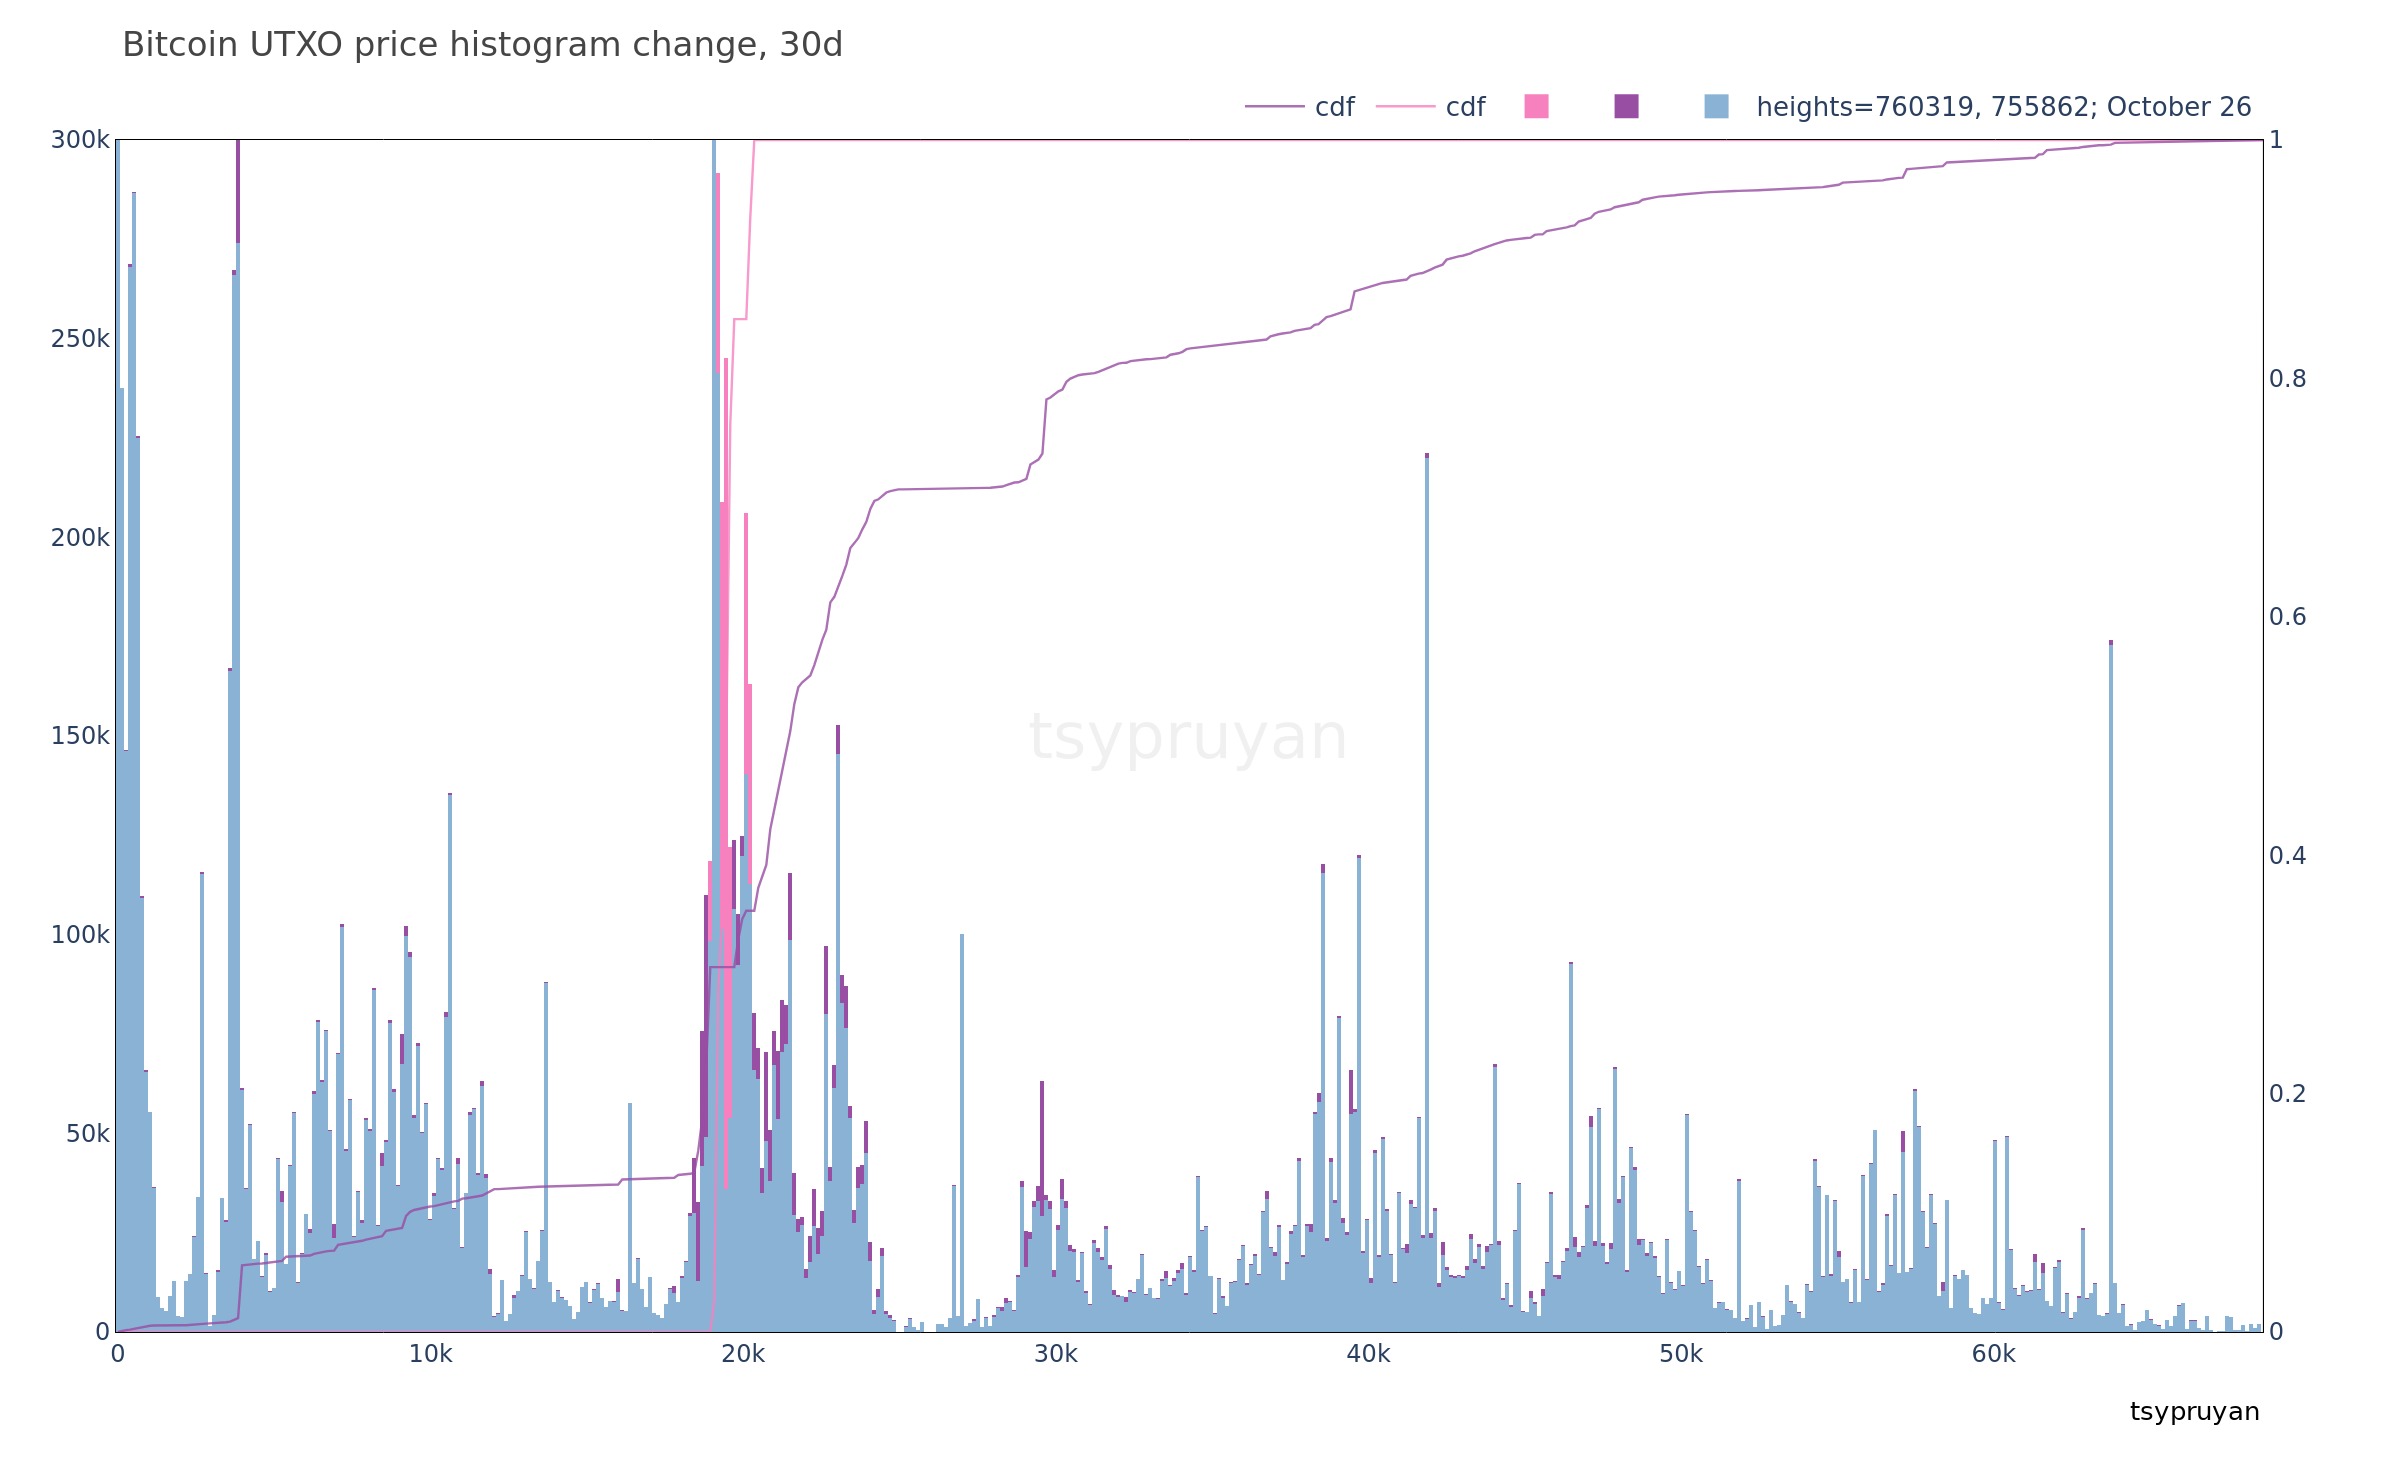 Bitcoin UTXO price histogram change, 30d
cdf cdf heights=760319, 755862; October 26
300k 1
250k
0.8
200k
0.6
150k
tsypruyan
0.4
100k
0.2
50k
0 0
0 10k 20k 30k 40k 50k 60k
tsypruyan